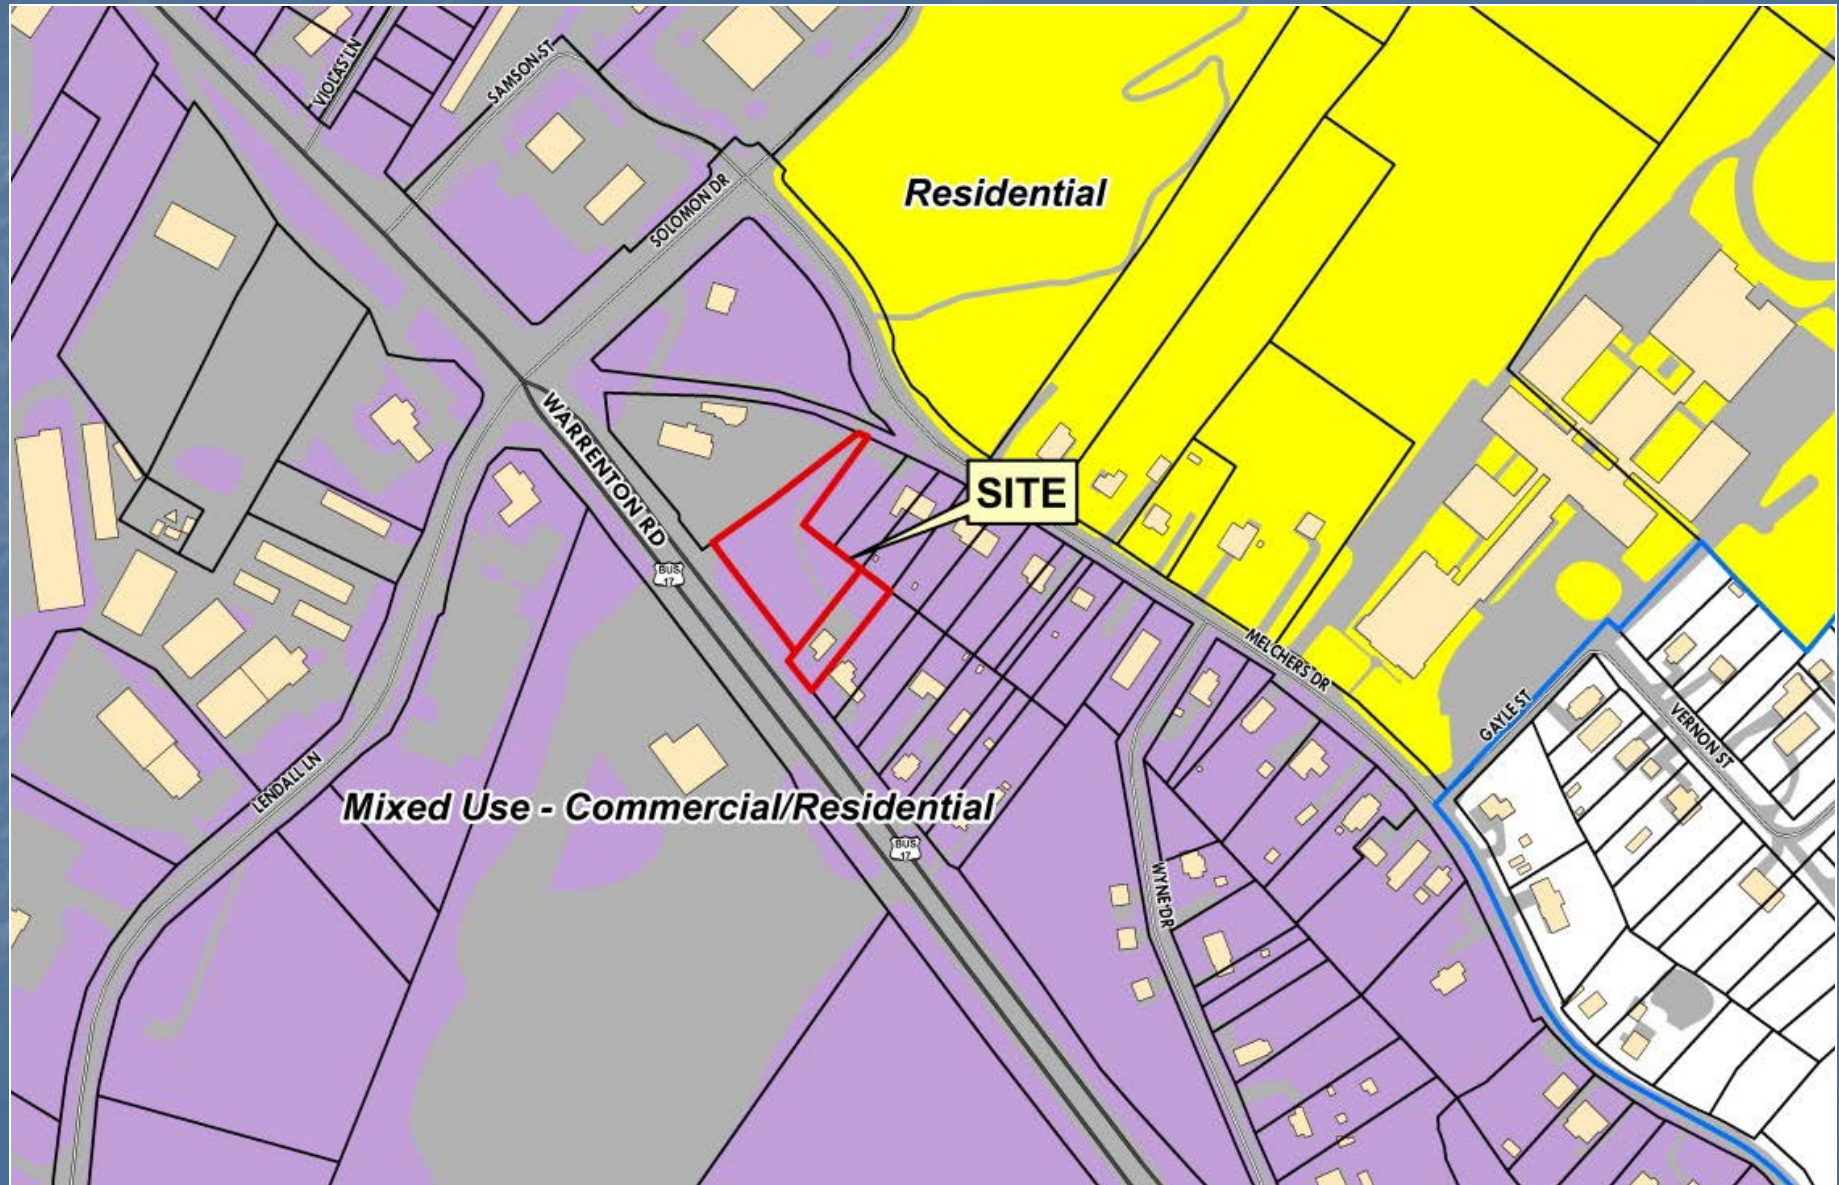 VIOLAS LN
SAMSON ST
SOLOMON DR
Residential
WARRENTON RD
SITE
BUS
17
MELCHERS DR
GAYLE ST
VERNON ST
LENDALL LN
Mixed Use - Commercial/Residential
BUS
17
WYNE DR